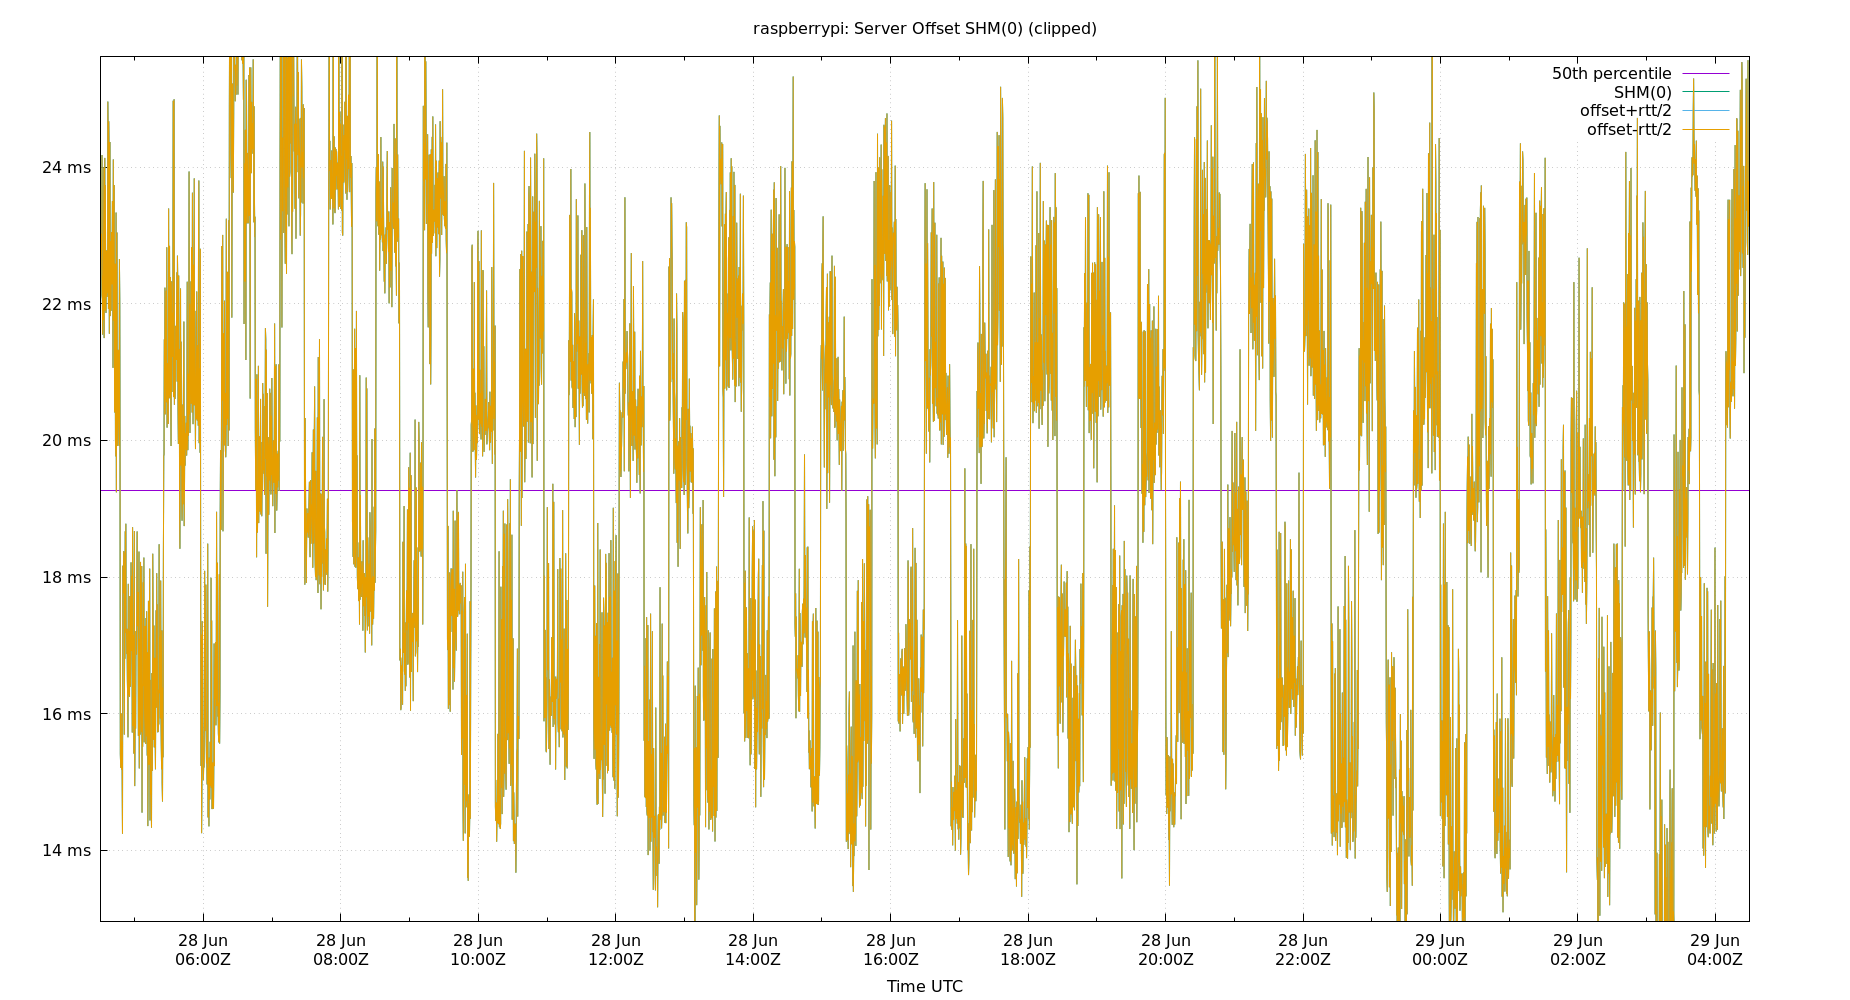 raspberrypi: Server Offset SHM(0) (clipped)
50th percentile
SHM(0)
offset+rtt/2
offset-rtt/2
24 ms
22 ms
20 ms
18 ms
16 ms
14 ms
28 Jun 28 Jun 28 Jun 28 Jun 28 Jun 28 Jun 28 Jun 28 Jun 28 Jun 29 Jun 29 Jun 29 Jun
06:00Z 08:00Z 10:00Z 12:00Z 14:00Z 16:00Z 18:00Z 20:00Z 22:00Z 00:00Z 02:00Z 04:00Z
Time UTC